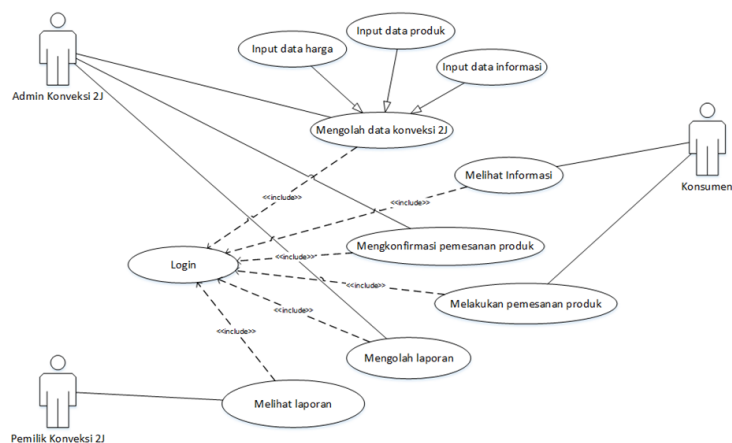 Input data produk
Input data harga
Input data informasi
Admin Konveksi 2J
Mengolah data konveksi 2J
Melihat Informasi
Konsumen
<<include>>
<<include>>
Mengkonfirmasi pemesanan produk
<<include>>
Login
<<include>>
Melakukan pemesanan produk
<<include>>
<<include>>
Mengolah laporan
Melihat laporan
Pemilik Konveksi 2J